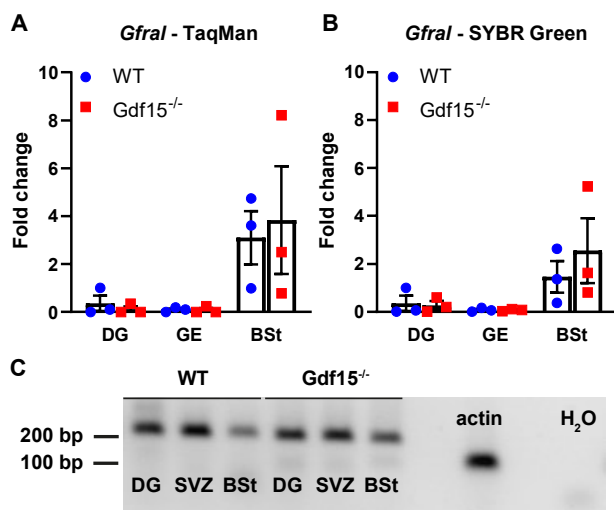 A
Gfral - TaqMan
WT
Gdf15-/-
Fold change
10
8
6
4
2
0
DG GE BSt
B
Gfral - SYBR Green
WT
Gdf15-/-
Fold change
10
8
6
4
2
0
DG GE BSt
C
WT Gdf15-/-
actin H2O
200 bp
100 bp
DG SVZ BSt DG SVZ BSt